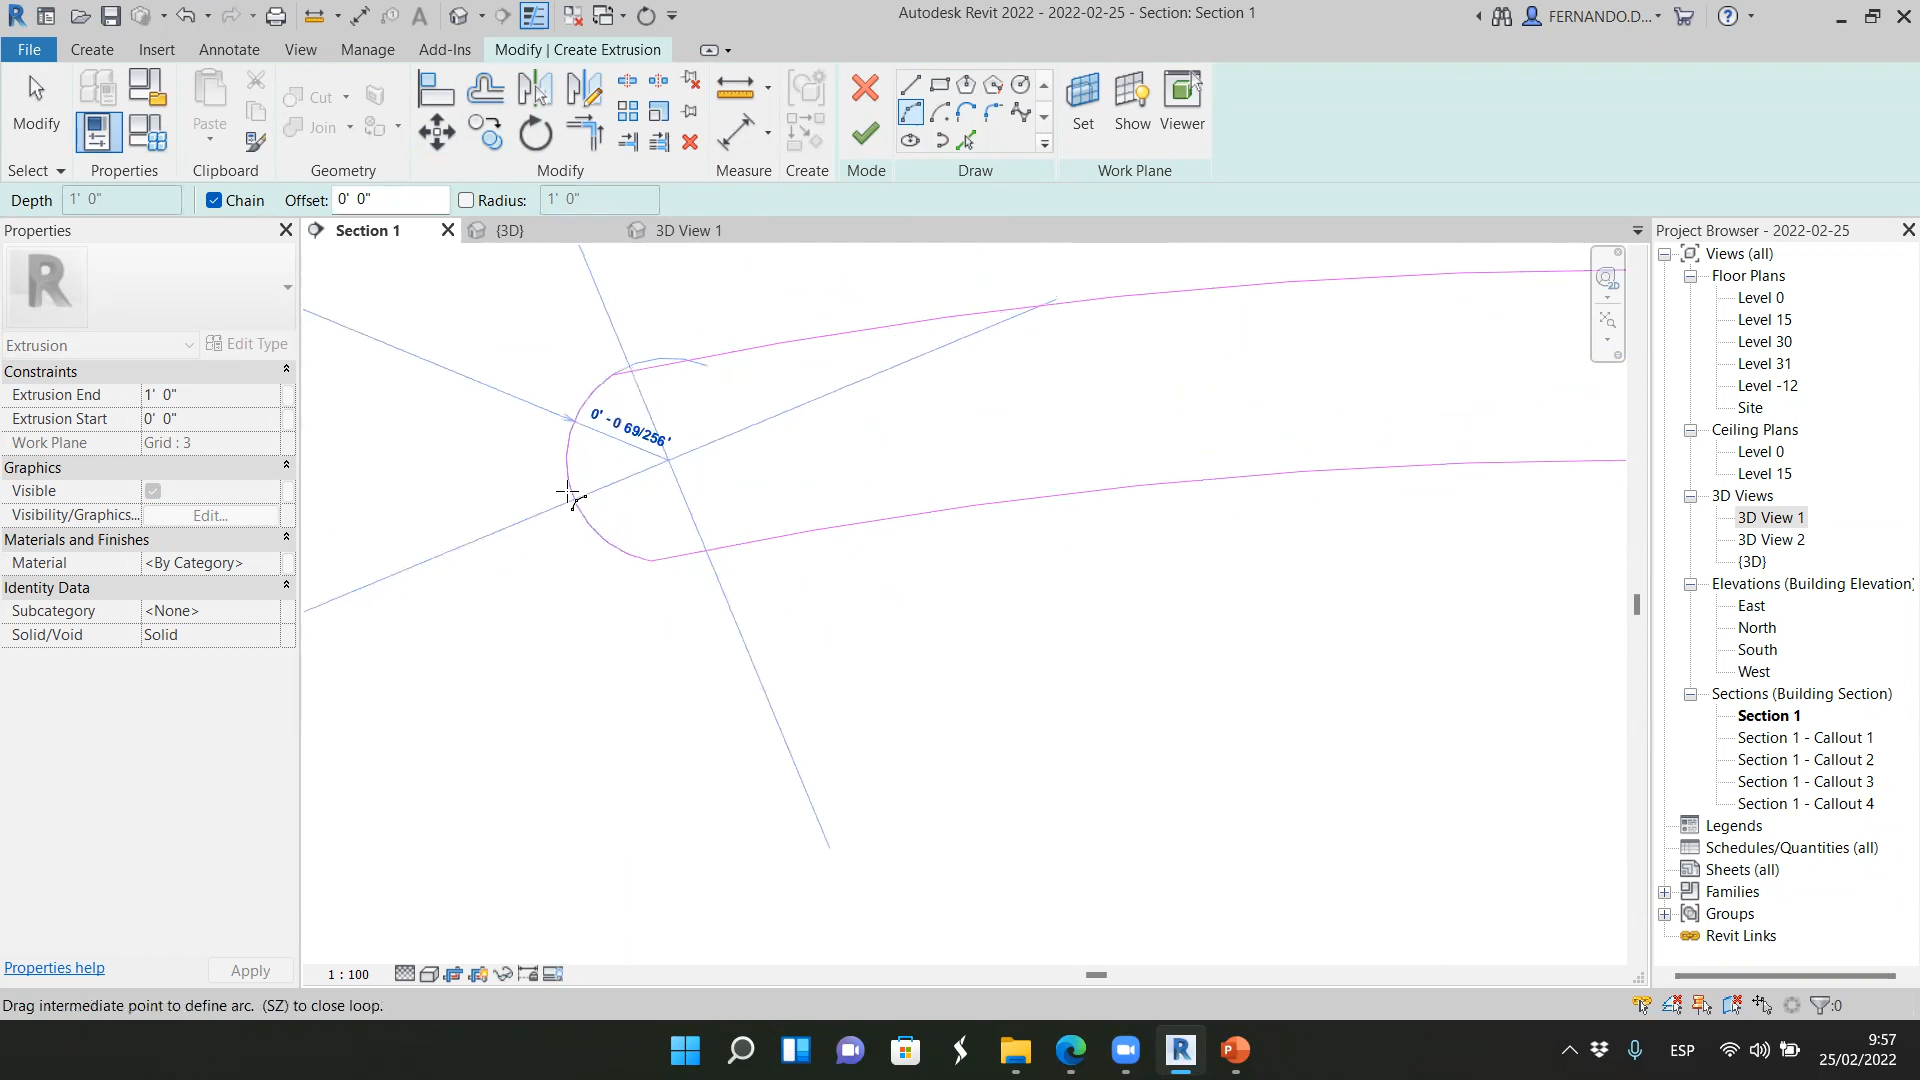 Autodesk Revit 2022 - 2022-02-25 - Section: Section 1
FERNANDO.D...
File
Create
Insert
Annotate
View
Manage
Add-Ins
Modify | Create Extrusion
Modify
Paste
Cut
Join
Set
Show
Viewer
Select
Properties
Clipboard
Geometry
Modify
Measure
Create
Mode
Draw
Work Plane
Depth
1' 0"
Chain
Offset:
0' 0"
Radius:
1' 0"
Properties
Section 1
{3D}
3D View 1
Project Browser - 2022-02-25
Extrusion
Edit Type
Constraints
Extrusion End
1' 0"
Extrusion Start
0' 0"
Work Plane
Grid : 3
Graphics
Visible
Visibility/Graphics...
Edit...
Materials and Finishes
Material
<By Category>
Identity Data
Subcategory
<None>
Solid/Void
Solid
Properties help
Apply
2D
0' - 0 69/256"
Views (all)
Floor Plans
Level 0
Level 15
Level 30
Level 31
Level -12
Site
Ceiling Plans
Level 0
Level 15
3D Views
3D View 1
3D View 2
{3D}
Elevations (Building Elevation)
East
North
South
West
Sections (Building Section)
Section 1
Section 1 - Callout 1
Section 1 - Callout 2
Section 1 - Callout 3
Section 1 - Callout 4
Legends
Schedules/Quantities (all)
Sheets (all)
Families
Groups
Revit Links
1 : 100
Drag intermediate point to define arc. (SZ) to close loop.
:0
ESP
9:57
25/02/2022